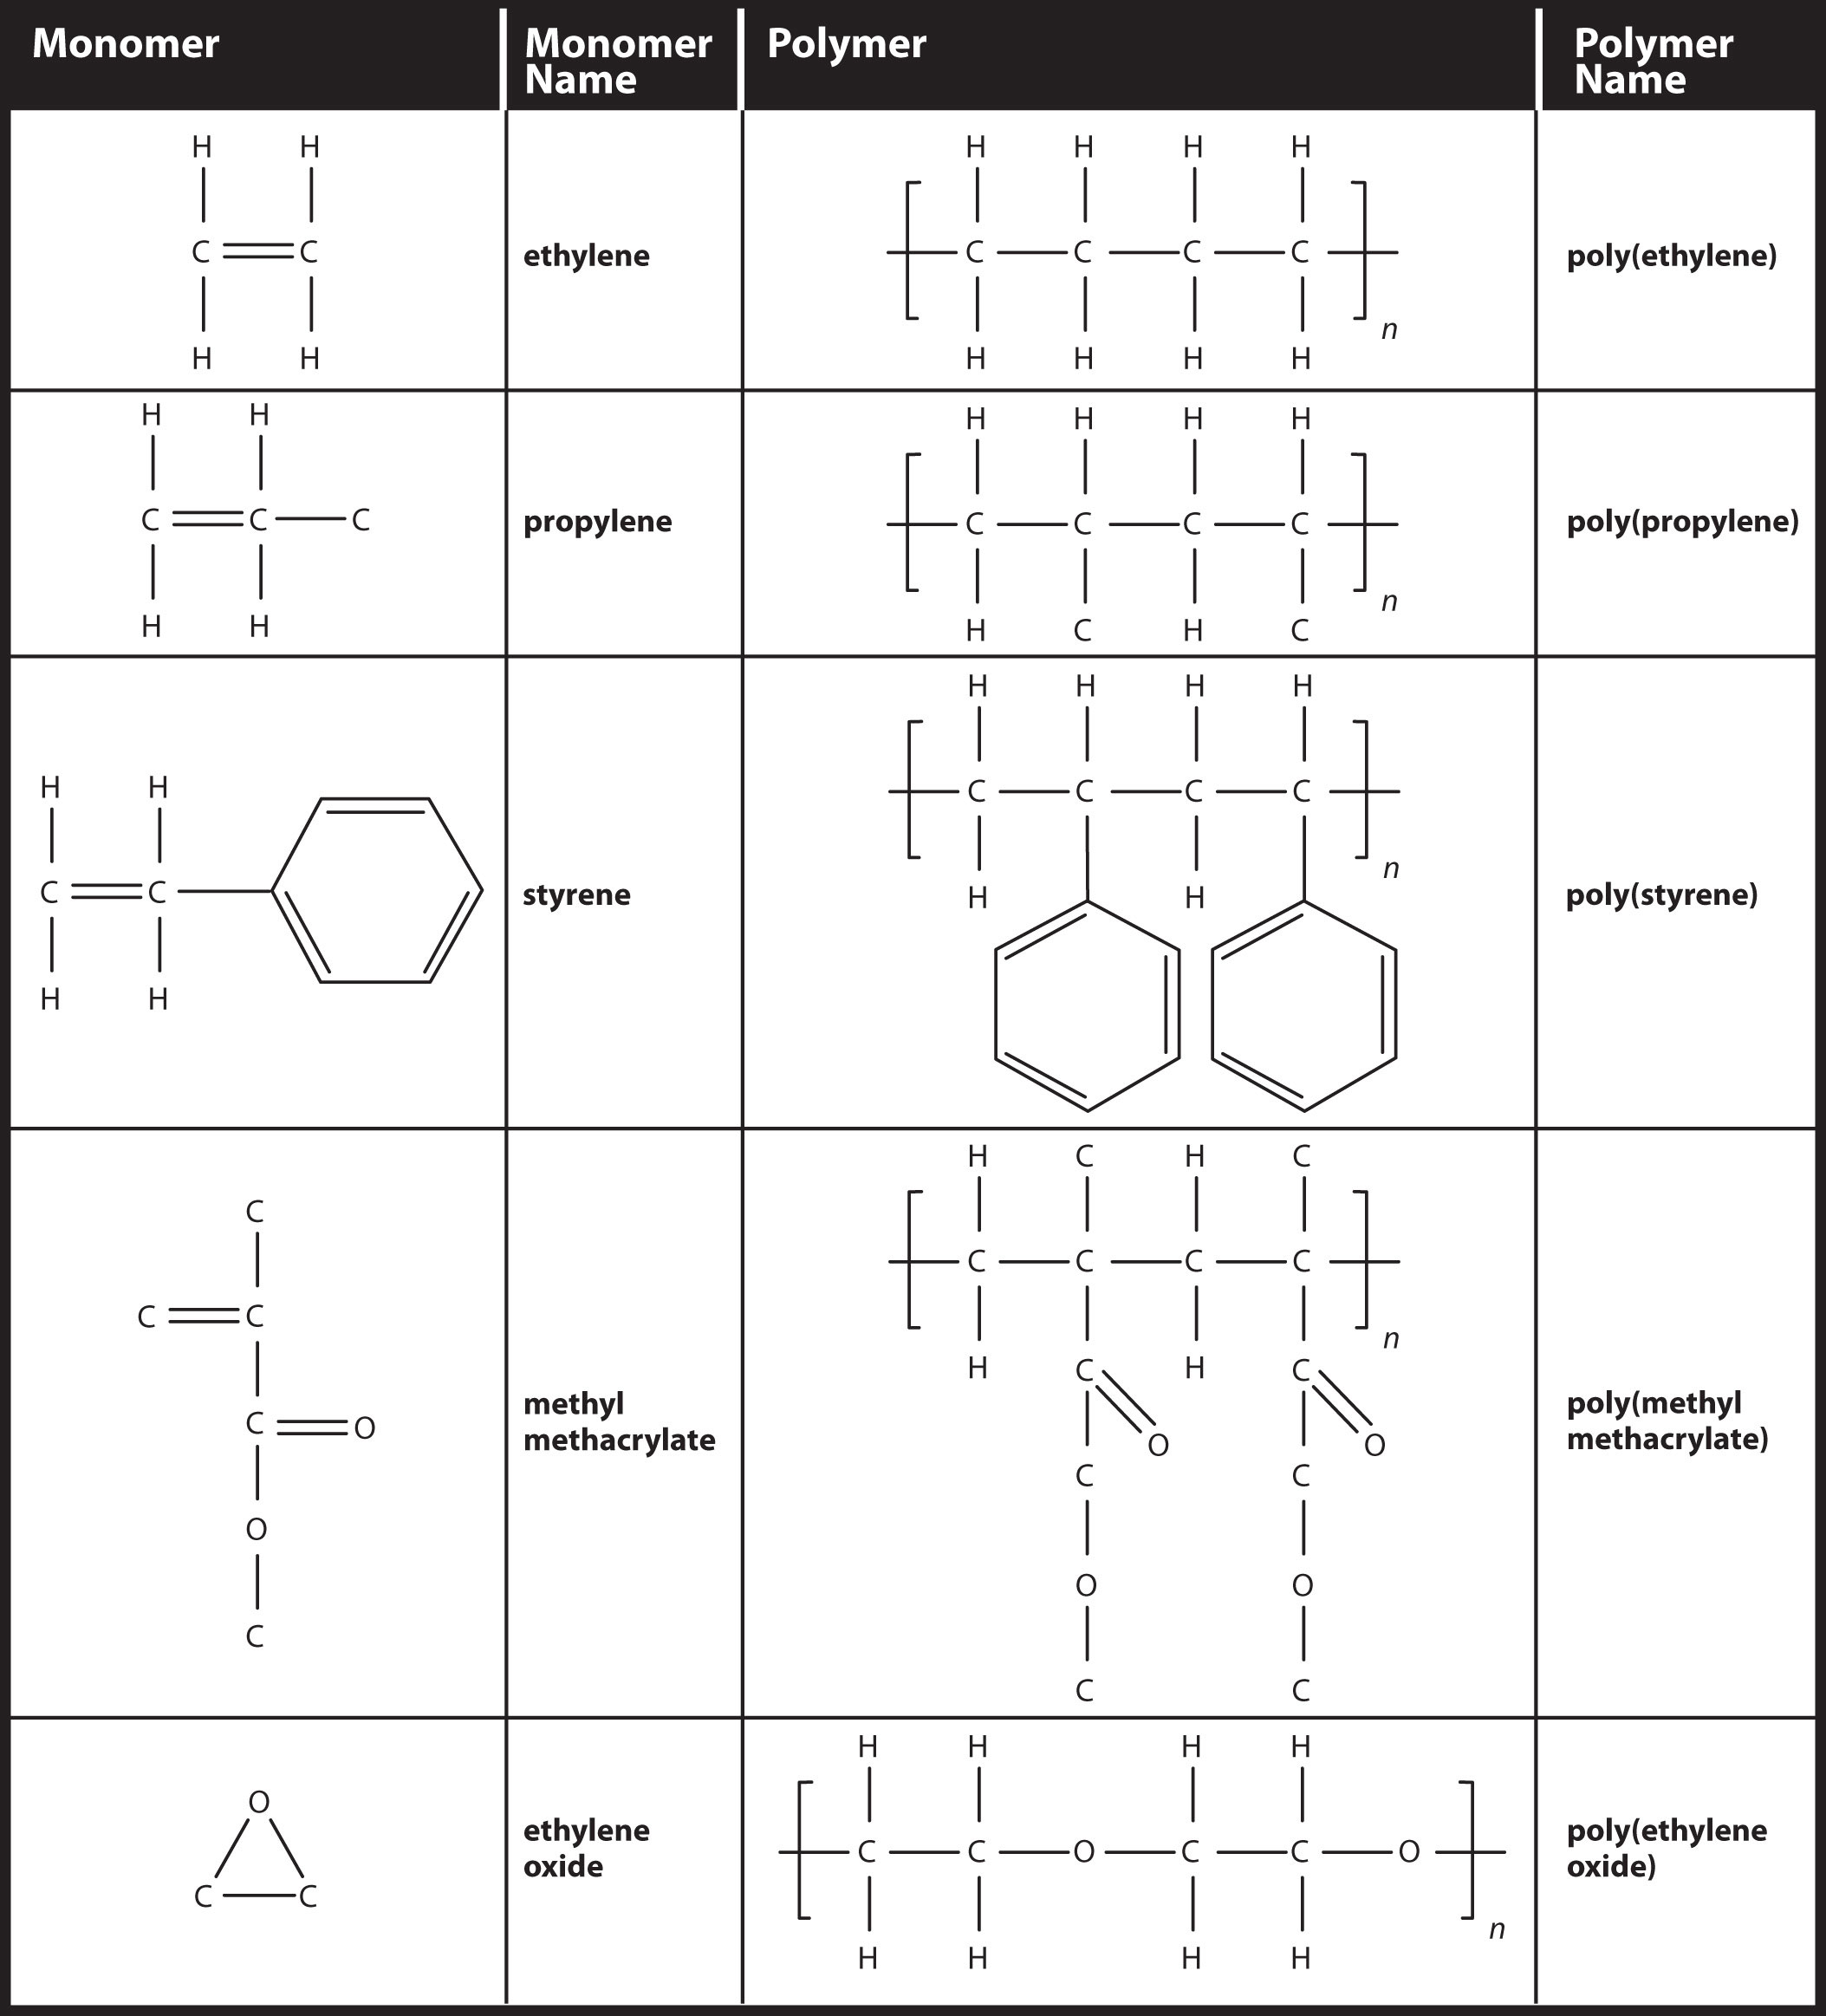 Monomer
Monomer
Name
Polymer
Polymer
Name
H H
C C
H H
ethylene
H H H H
C C C C
n
H H H H
poly(ethylene)
H H
C C C
H H
propylene
H H H H
C C C C
n
H C H C
poly(propylene)
H H
C C
H H
styrene
H H H H
C C C C
n
H H
poly(styrene)
C
C C
C O
O
C
methyl
methacrylate
H C H C
C C C C
n
H C H C
O O
C C
O O
C C
poly(methyl
methacrylate)
O
C C
ethylene
oxide
H H H H
C C O C C O
n
H H H H
poly(ethylene
oxide)